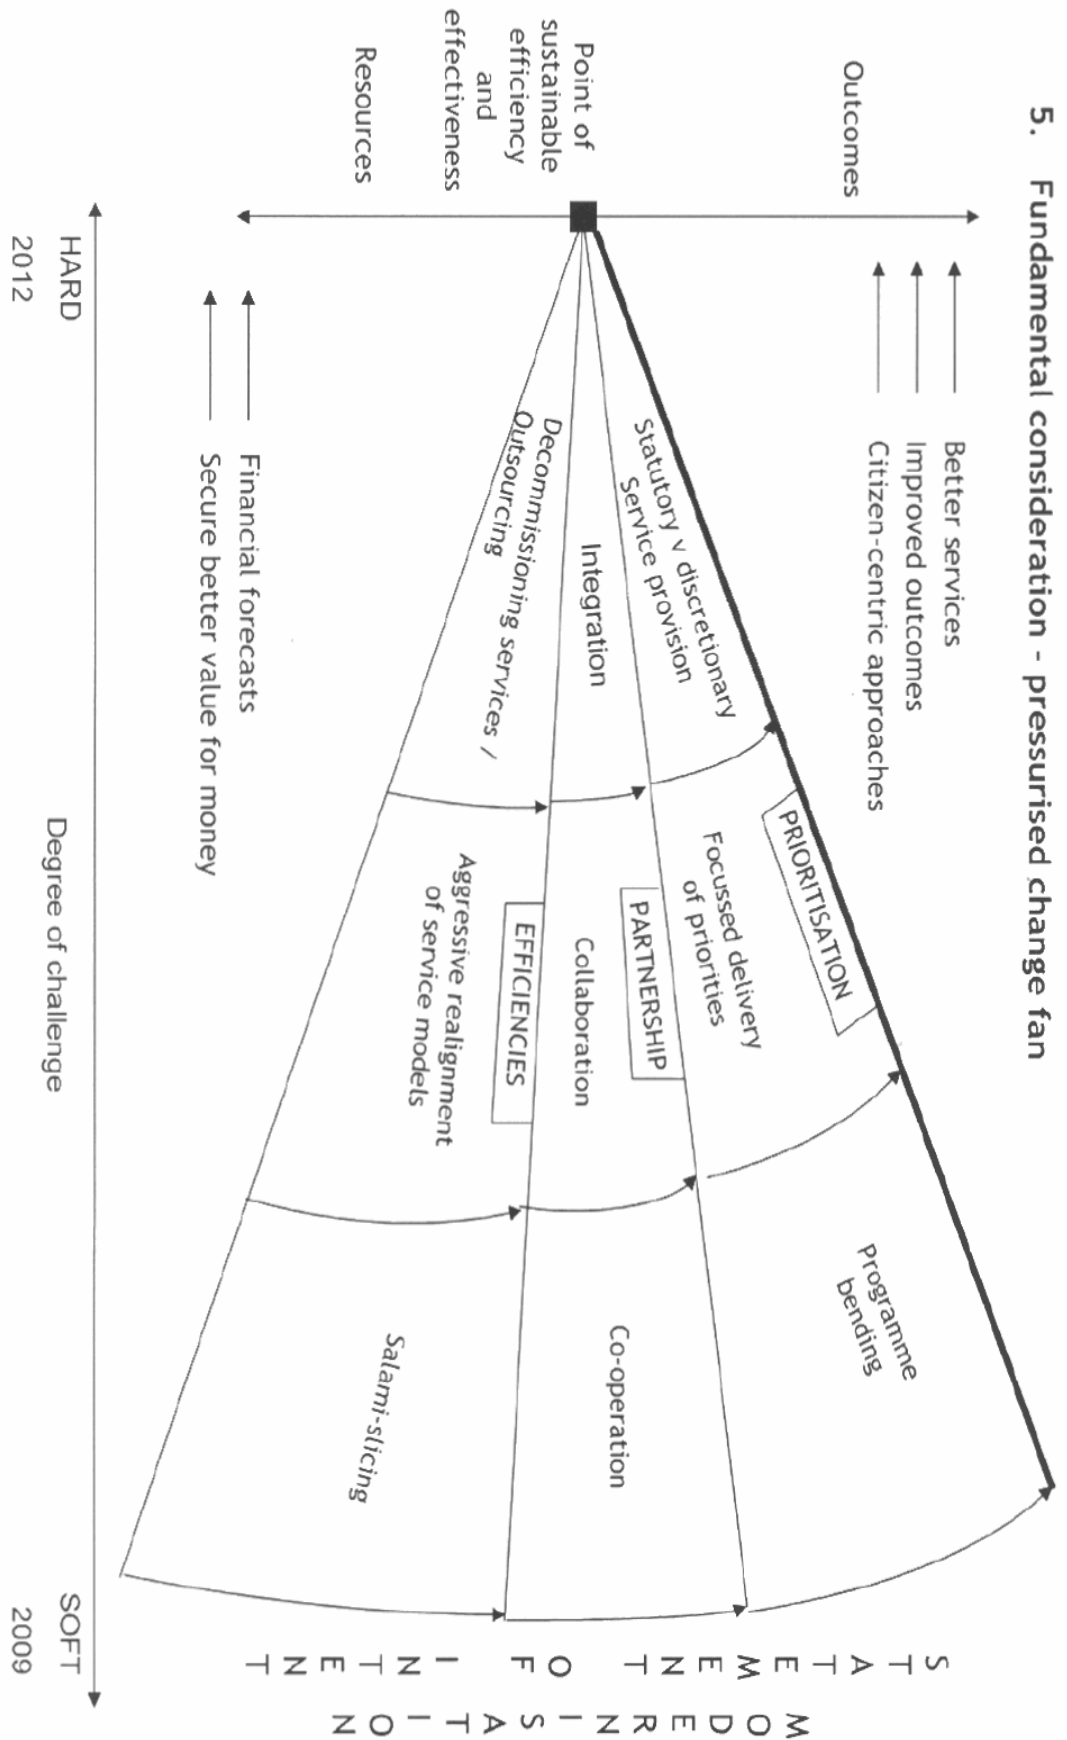 5. Fundamental consideration - pressurised change fan
Outcomes
Better services
Improved outcomes
Citizen-centric approaches
Point of
sustainable
efficiency
and
effectiveness
Resources
Statutory v discretionary
Service provision
Integration
Decommissioning services /
Outsourcing
PRIORITISATION
Focussed delivery
of priorities
PARTNERSHIP
Collaboration
EFFICIENCIES
Aggressive realignment
of service models
Programme
bending
Co-operation
Salami-slicing
STATEMENT OF INTENT
MODERNISATION
Financial forecasts
Secure better value for money
Degree of challenge
HARD
2012
SOFT
2009